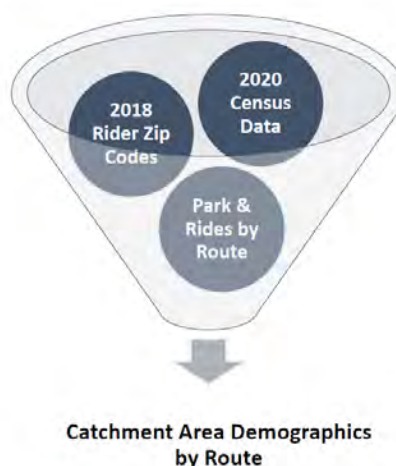 2018
Rider Zip
Codes
2020
Census
Data
Park &
Rides by
Route
Catchment Area Demographics
by Route